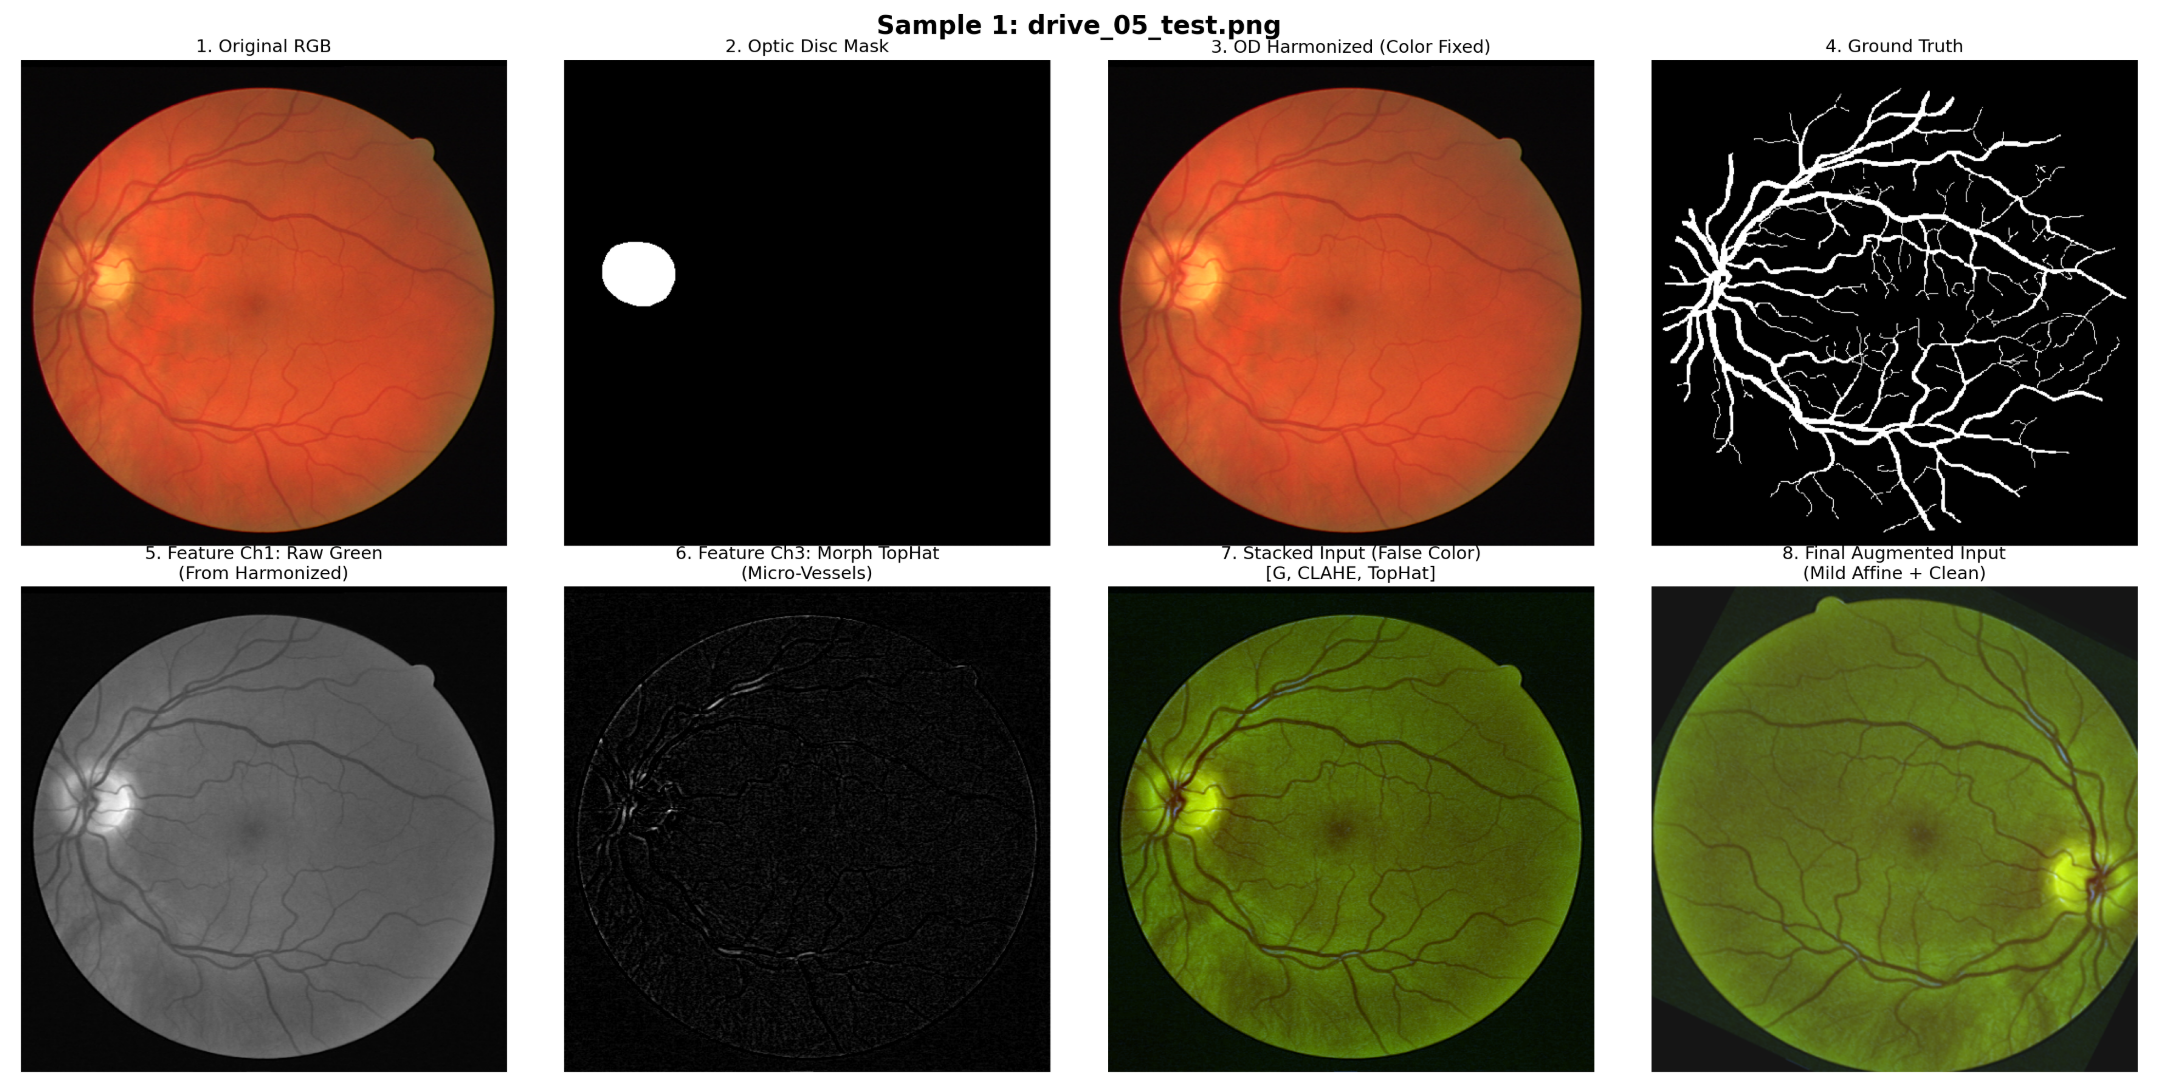 Sample 1: drive_05_test.png
1. Original RGB
2. Optic Disc Mask
3. OD Harmonized (Color Fixed)
4. Ground Truth
5. Feature Ch1: Raw Green
(From Harmonized)
6. Feature Ch3: Morph TopHat
(Micro-Vessels)
7. Stacked Input (False Color)
[G, CLAHE, TopHat]
8. Final Augmented Input
(Mild Affine + Clean)